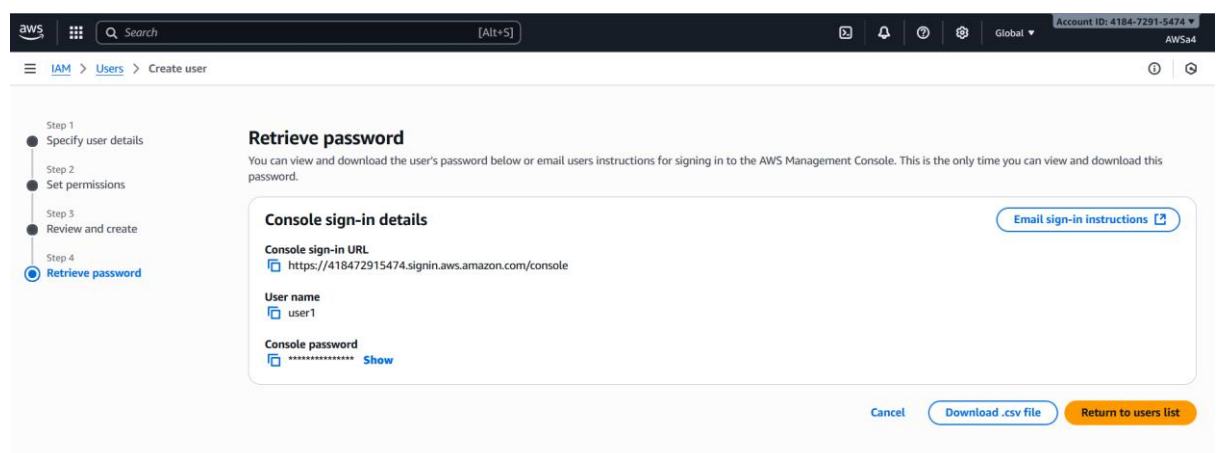 aws
Search
[Alt+S]
Global
Account ID: 4184-7291-5474
AWSa4
IAM > Users > Create user
Step 1
Specify user details
Step 2
Set permissions
Step 3
Review and create
Step 4
Retrieve password
Retrieve password
You can view and download the user's password below or email users instructions for signing in to the AWS Management Console. This is the only time you can view and download this
password.
Console sign-in details
Email sign-in instructions
Console sign-in URL
https://418472915474.signin.aws.amazon.com/console
User name
user1
Console password
*************** Show
Cancel
Download .csv file
Return to users list